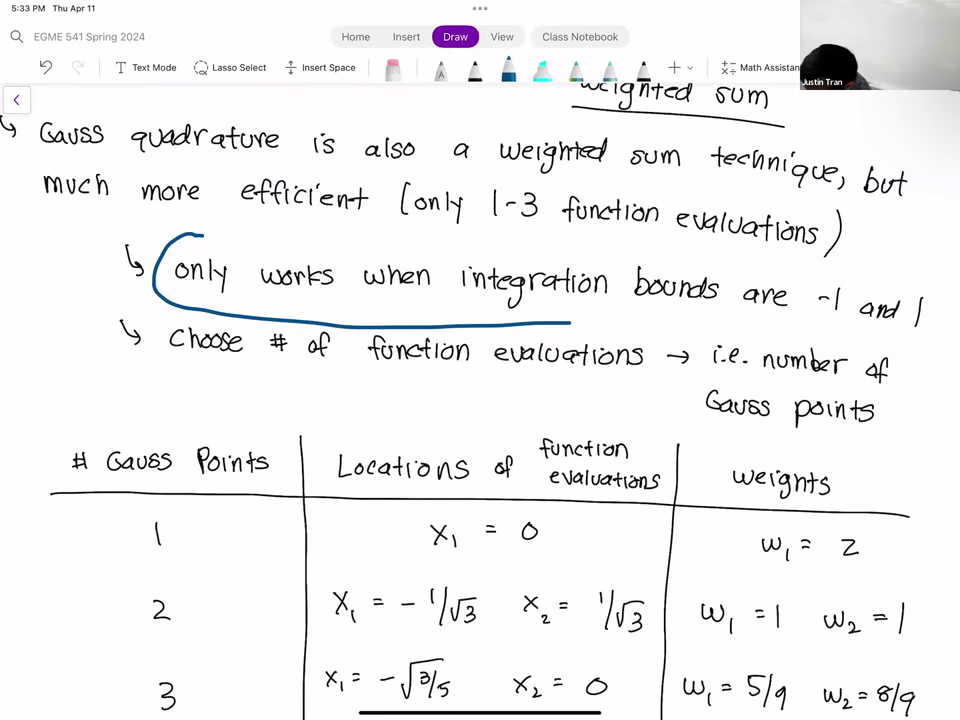 5:33 PM Thu Apr 11
EGME 541 Spring 2024
Home Insert Draw View Class Notebook
Text Mode Lasso Select Insert Space Math Assistan
Justin Tran
weighted sum
Gauss quadrature is also a weighted sum technique, but
much more efficient (only 1-3 function evaluations)
only works when integration bounds are -1 and 1
choose # of function evaluations → i.e. number of
Gauss points
# Gauss Points Locations of function evaluations weights
1 x₁ = 0 w₁ = 2
2 x₁ = -1/√3 x₂ = 1/√3 w₁ = 1 w₂ = 1
3 x₁ = -√3/5 x₂ = 0 w₁ = 5/9 w₂ = 8/9